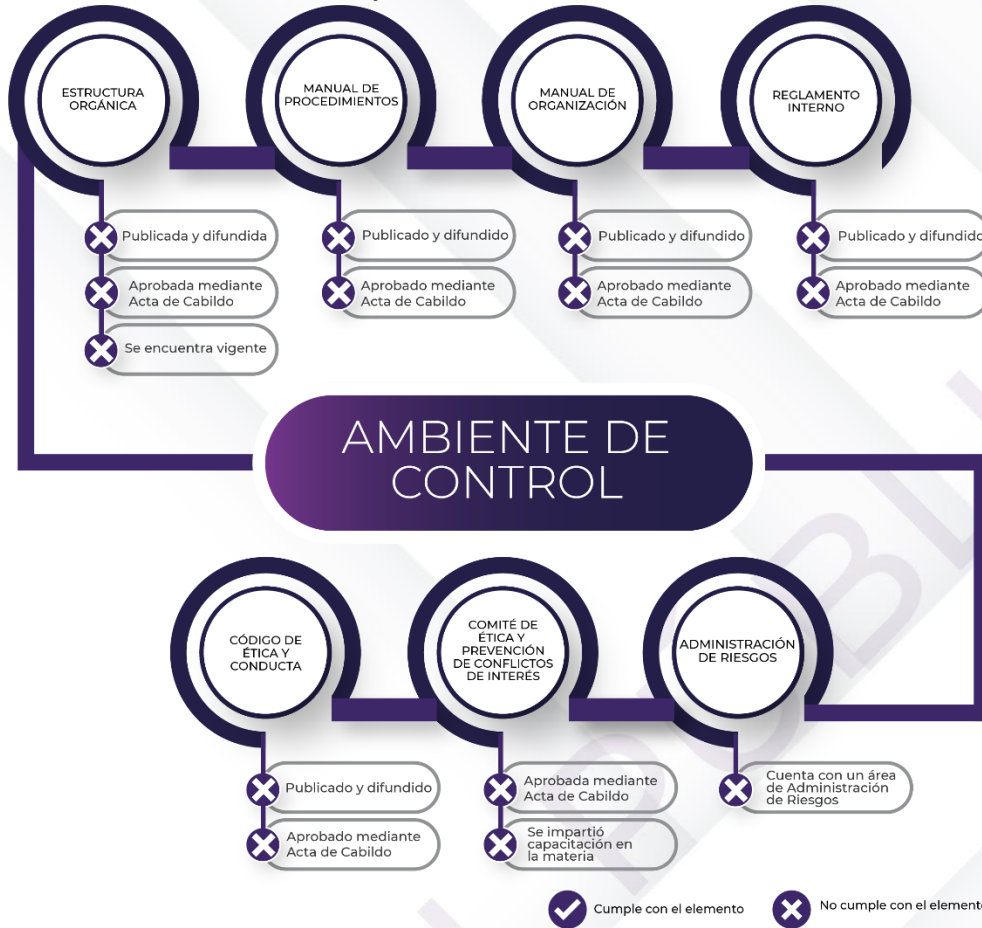 ESTRUCTURA
ORGÁNICA
MANUAL DE
PROCEDIMIENTOS
MANUAL DE
ORGANIZACIÓN
REGLAMENTO
INTERNO
Publicada y difundida
Aprobada mediante
Acta de Cabildo
Se encuentra vigente
Publicado y difundido
Aprobado mediante
Acta de Cabildo
Publicado y difundido
Aprobado mediante
Acta de Cabildo
Publicado y difundido
Aprobado mediante
Acta de Cabildo
AMBIENTE DE
CONTROL
CÓDIGO DE
ÉTICA Y
CONDUCTA
COMITÉ DE
ÉTICA Y
PREVENCIÓN
DE CONFLICTOS
DE INTERÉS
ADMINISTRACIÓN
DE RIESGOS
Publicado y difundido
Aprobado mediante
Acta de Cabildo
Aprobada mediante
Acta de Cabildo
Se impartió
capacitación en
la materia
Cuenta con un área
de Administración
de Riesgos
Cumple con el elemento
No cumple con el elemento